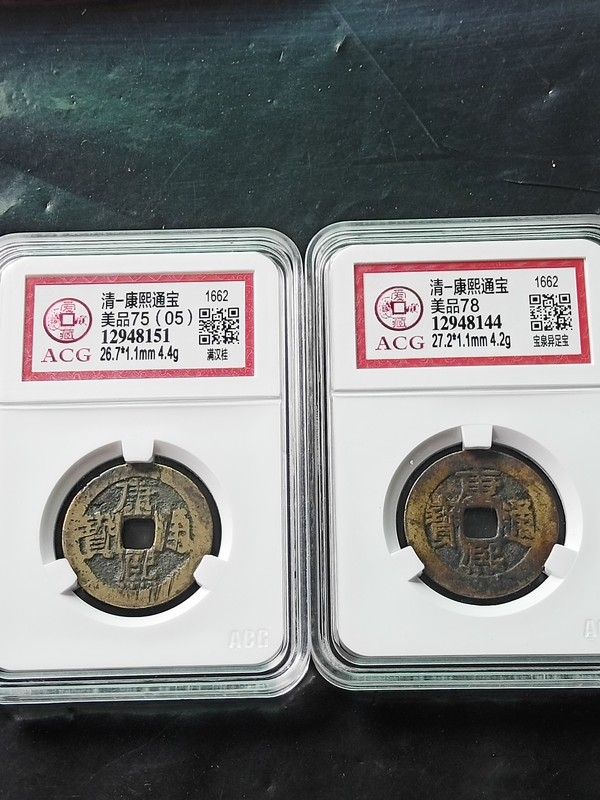 清一康熙通宝
1662
美品75（05）
12948151
ACG
26.7*1.1mm 4.4g
满汉桂
康熙通寶
ACG
清一康熙通宝
1662
美品78
12948144
ACG
27.2*1.1mm 4.2g
宝泉异足宝
康熙通寶